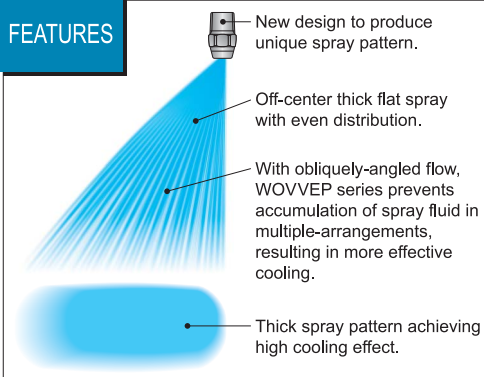 FEATURES
New design to produce
unique spray pattern.
Off-center thick flat spray
with even distribution.
With obliquely-angled flow,
WOVVEP series prevents
accumulation of spray fluid in
multiple-arrangements,
resulting in more effective
cooling.
Thick spray pattern achieving
high cooling effect.